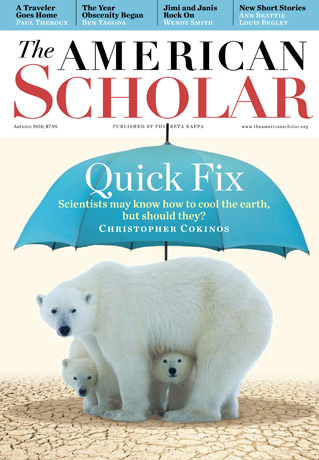 A Traveler
Goes Home
PAUL THEROUX
The Year
Obscenity Began
BEN YAGODA
Jimi and Janis
Rock On
WENDY SMITH
New Short Stories
ANN BEATTIE
LOUIS BEGLEY
The AMERICAN
SCHOLAR
AUTUMN 2010, $7.95
PUBLISHED BY PHI BETA KAPPA
www.theamericanscholar.org
Quick Fix
Scientists may know how to cool the earth,
but should they?
CHRISTOPHER COKINOS